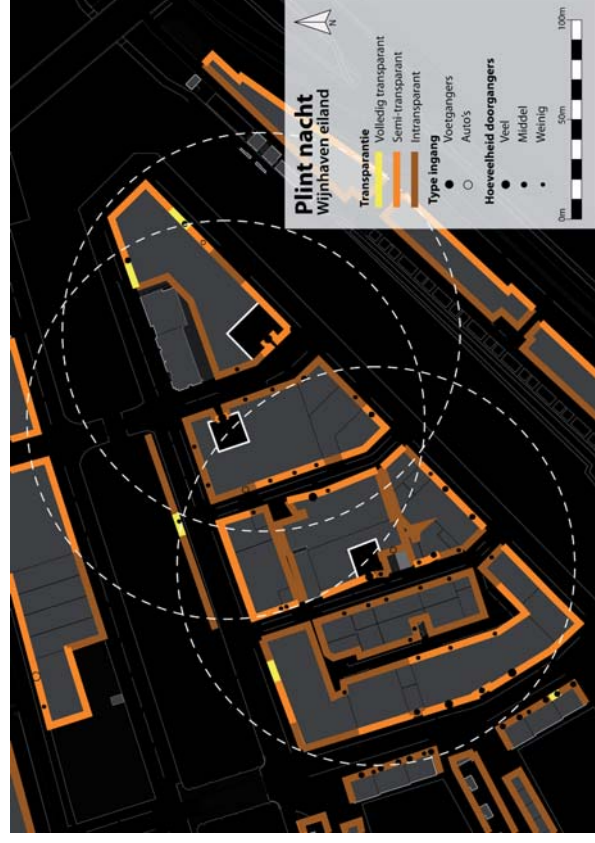 Plint nacht
Wijnhaven eiland
N
Transparantie
Volledig transparant
Semi-transparant
Intransparant
Type ingang
Voetgangers
Auto's
Hoeveelheid doorgangers
Veel
Middel
Weinig
0m
50m
100m